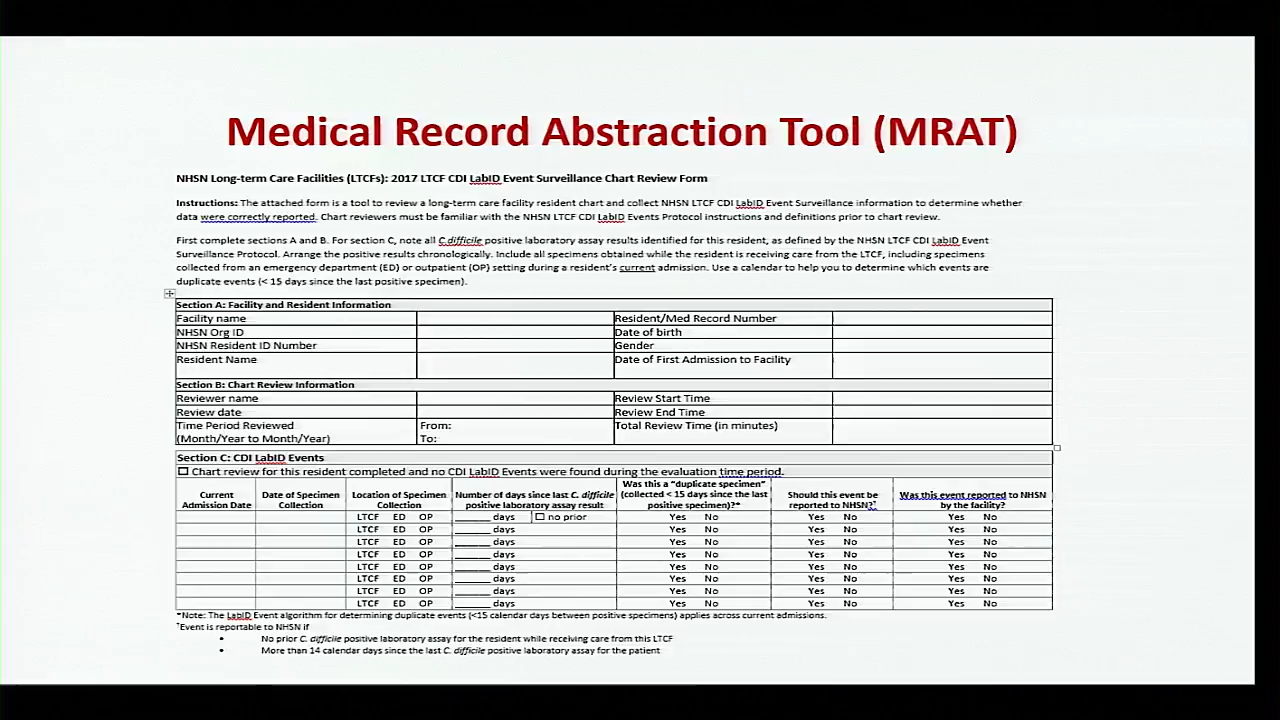 Medical Record Abstraction Tool (MRAT)
NHSN Long-term Care Facilities (LTCFs): 2017 LTCF CDI LabID Event Surveillance Chart Review Form
Instructions: The attached form is a tool to review a long-term care facility resident chart and collect NHSN LTCF CDI LabID Event Surveillance information to determine whether
data were correctly reported. Chart reviewers must be familiar with the NHSN LTCF CDI LabID Events Protocol instructions and definitions prior to chart review.
First complete sections A and B. For section C, note all C.difficile positive laboratory assay results identified for this resident, as defined by the NHSN LTCF CDI LabID Event
Surveillance Protocol. Arrange the positive results chronologically. Include all specimens obtained while the resident is receiving care from the LTCF, including specimens
collected from an emergency department (ED) or outpatient (OP) setting during a resident's current admission. Use a calendar to help you to determine which events are
duplicate events (< 15 days since the last positive specimen).
Section A: Facility and Resident Information
Facility name Resident/Med Record Number
NHSN Org ID Date of birth
NHSN Resident ID Number Gender
Resident Name Date of First Admission to Facility
Section B: Chart Review Information
Reviewer name Review Start Time
Review date Review End Time
Time Period Reviewed From: Total Review Time (in minutes)
(Month/Year to Month/Year) To:
Section C: CDI LabID Events
☐ Chart review for this resident completed and no CDI LabID Events were found during the evaluation time period.
Current
Admission Date
Date of Specimen
Collection
Location of Specimen
Collection
Number of days since last C. difficile
positive laboratory assay result
Was this a "duplicate specimen"
(collected < 15 days since the last
positive specimen)?*
Should this event be
reported to NHSN?†
Was this event reported to NHSN
by the facility?
LTCF ED OP ______ days ☐ no prior Yes No Yes No Yes No
LTCF ED OP ______ days Yes No Yes No Yes No
LTCF ED OP ______ days Yes No Yes No Yes No
LTCF ED OP ______ days Yes No Yes No Yes No
LTCF ED OP ______ days Yes No Yes No Yes No
LTCF ED OP ______ days Yes No Yes No Yes No
LTCF ED OP ______ days Yes No Yes No Yes No
LTCF ED OP ______ days Yes No Yes No Yes No
*Note: The LabID Event algorithm for determining duplicate events (<15 calendar days between positive specimens) applies across current admissions.
†Event is reportable to NHSN if
• No prior C. difficile positive laboratory assay for the resident while receiving care from this LTCF
• More than 14 calendar days since the last C. difficile positive laboratory assay for the patient